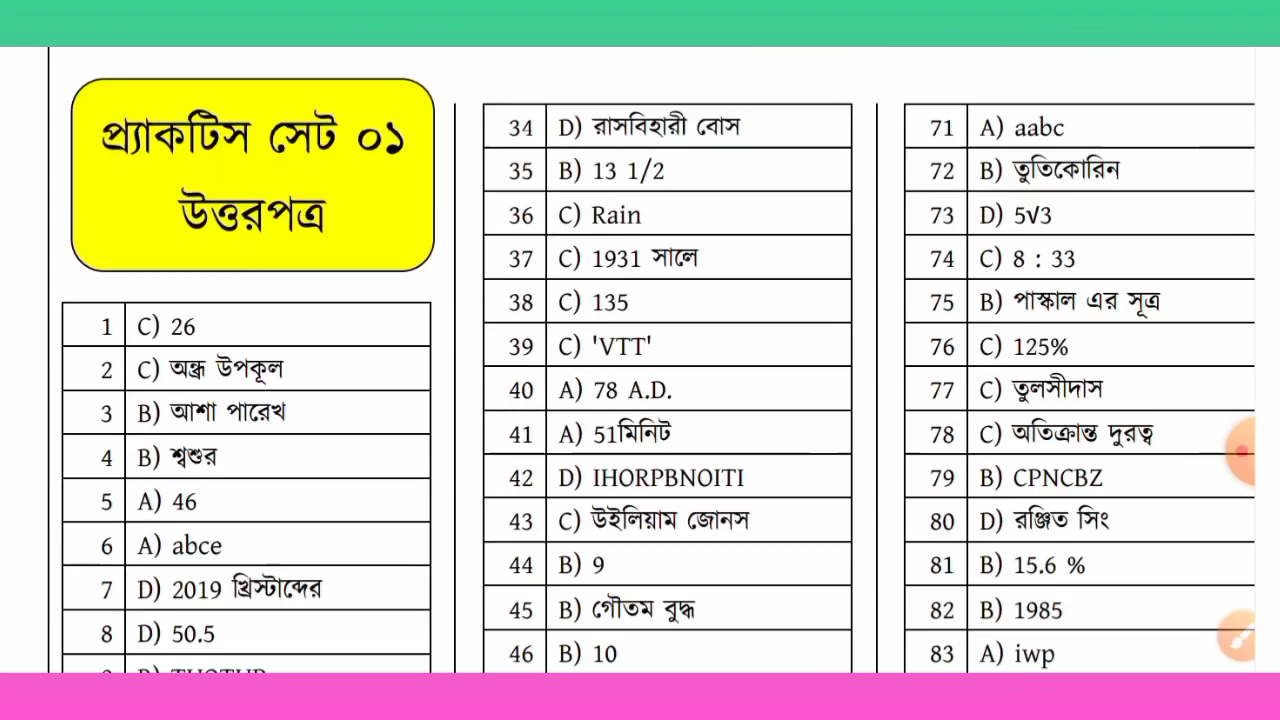 প্র্যাকটিস সেট ০১
উত্তরপত্র
1 C) 26
2 C) অন্ধ্র উপকূল
3 B) আশা পারেখ
4 B) শ্বশুর
5 A) 46
6 A) abce
7 D) 2019 খ্রিস্টাব্দের
8 D) 50.5
34 D) রাসবিহারী বোস
35 B) 13 1/2
36 C) Rain
37 C) 1931 সালে
38 C) 135
39 C) 'VTT'
40 A) 78 A.D.
41 A) 51মিনিট
42 D) IHORPBNOITI
43 C) উইলিয়াম জোনস
44 B) 9
45 B) গৌতম বুদ্ধ
46 B) 10
71 A) aabc
72 B) তুতিকোরিন
73 D) 5√3
74 C) 8 : 33
75 B) পাস্কাল এর সূত্র
76 C) 125%
77 C) তুলসীদাস
78 C) অতিক্রান্ত দুরত্ব
79 B) CPNCBZ
80 D) রঞ্জিত সিং
81 B) 15.6 %
82 B) 1985
83 A) iwp